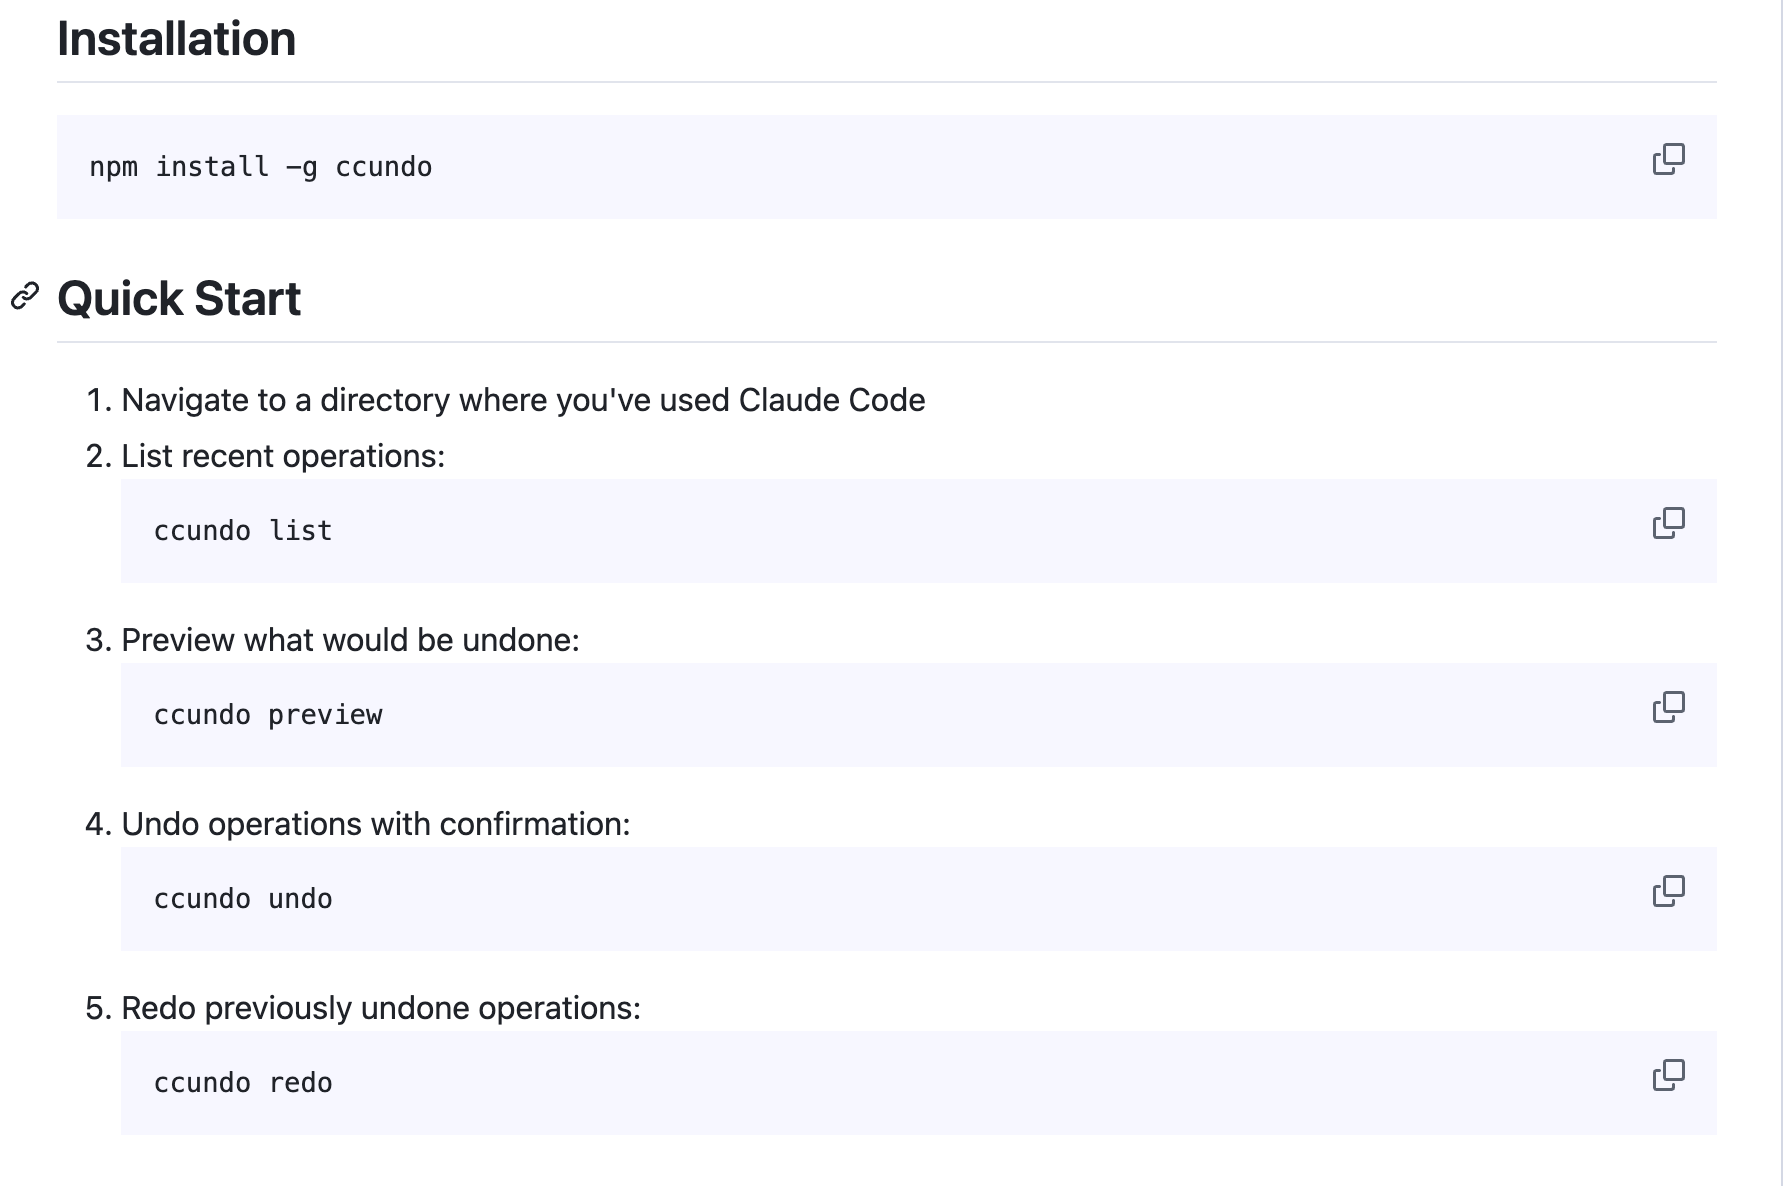 Installation
npm install -g ccundo
Quick Start
1. Navigate to a directory where you've used Claude Code
2. List recent operations:
ccundo list
3. Preview what would be undone:
ccundo preview
4. Undo operations with confirmation:
ccundo undo
5. Redo previously undone operations:
ccundo redo